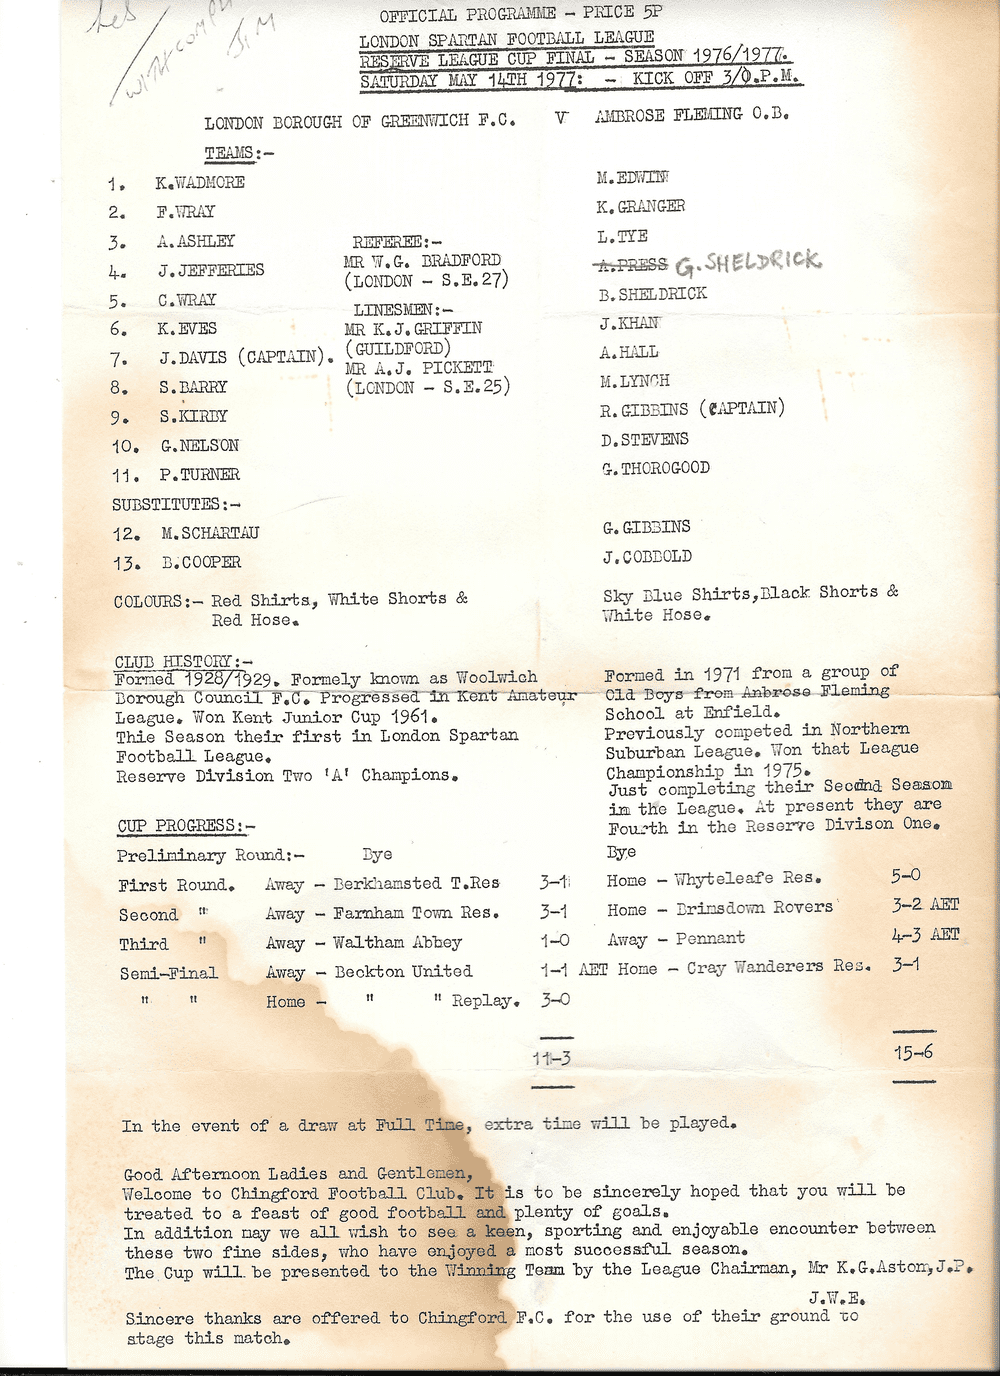 Les
WITH COMPLI
JIM
OFFICIAL PROGRAMME - PRICE 5P
LONDON SPARTAN FOOTBALL LEAGUE
RESERVE LEAGUE CUP FINAL - SEASON 1976/1977.
SATURDAY MAY 14TH 1977: - KICK OFF 3/0.P.M.
LONDON BOROUGH OF GREENWICH F.C. V AMBROSE FLEMING O.B.
TEAMS:-
1. K.WADMORE M.EDWIN
2. F.WRAY K.GRANGER
3. A.ASHLEY REFEREE:- L.TYE
4. J.JEFFERIES MR W.G. BRADFORD A.PRESS G.SHELDRICK
(LONDON - S.E.27)
5. C.WRAY LINESMEN:- B.SHELDRICK
6. K.EVES MR K.J.GRIFFIN J.KHAN
7. J.DAVIS (CAPTAIN). (GUILDFORD) A.HALL
MR A.J. PICKETT
8. S.BARRY (LONDON - S.E.25) M.LYNCH
9. S.KIRBY R.GIBBINS (CAPTAIN)
10. G.NELSON D.STEVENS
11. P.TURNER G.THOROGOOD
SUBSTITUTES:-
12. M.SCHARTAU G.GIBBINS
13. B.COOPER J.COBBOLD
COLOURS:- Red Shirts, White Shorts & Sky Blue Shirts,Black Shorts &
Red Hose. White Hose.
CLUB HISTORY:-
Formed 1928/1929. Formely known as Woolwich Formed in 1971 from a group of
Borough Council F.C. Progressed in Kent Amateur Old Boys from Anbrose Fleming
League. Won Kent Junior Cup 1961. School at Enfield.
Thie Season their first in London Spartan Previously competed in Northern
Football League. Suburban League. Won that League
Reserve Division Two 'A' Champions. Championship in 1975.
Just completing their Second Season
in the League. At present they are
CUP PROGRESS:- Fourth in the Reserve Divison One.
Preliminary Round:- Bye Bye
First Round. Away - Berkhamsted T.Res 3-1 Home - Whyteleafe Res. 5-0
Second " Away - Farnham Town Res. 3-1 Home - Brimsdown Rovers 3-2 AET
Third " Away - Waltham Abbey 1-0 Away - Pennant 4-3 AET
Semi-Final Away - Beckton United 1-1 AET Home - Cray Wanderers Res. 3-1
" " Home - " " Replay. 3-0
11-3 15-6
In the event of a draw at Full Time, extra time will be played.
Good Afternoon Ladies and Gentlemen,
Welcome to Chingford Football Club. It is to be sincerely hoped that you will be
treated to a feast of good football and plenty of goals.
In addition may we all wish to see a keen, sporting and enjoyable encounter between
these two fine sides, who have enjoyed a most successful season.
The Cup will be presented to the Winning Team by the League Chairman, Mr K.G.Aston,J.P.
J.W.E.
Sincere thanks are offered to Chingford F.C. for the use of their ground to
stage this match.